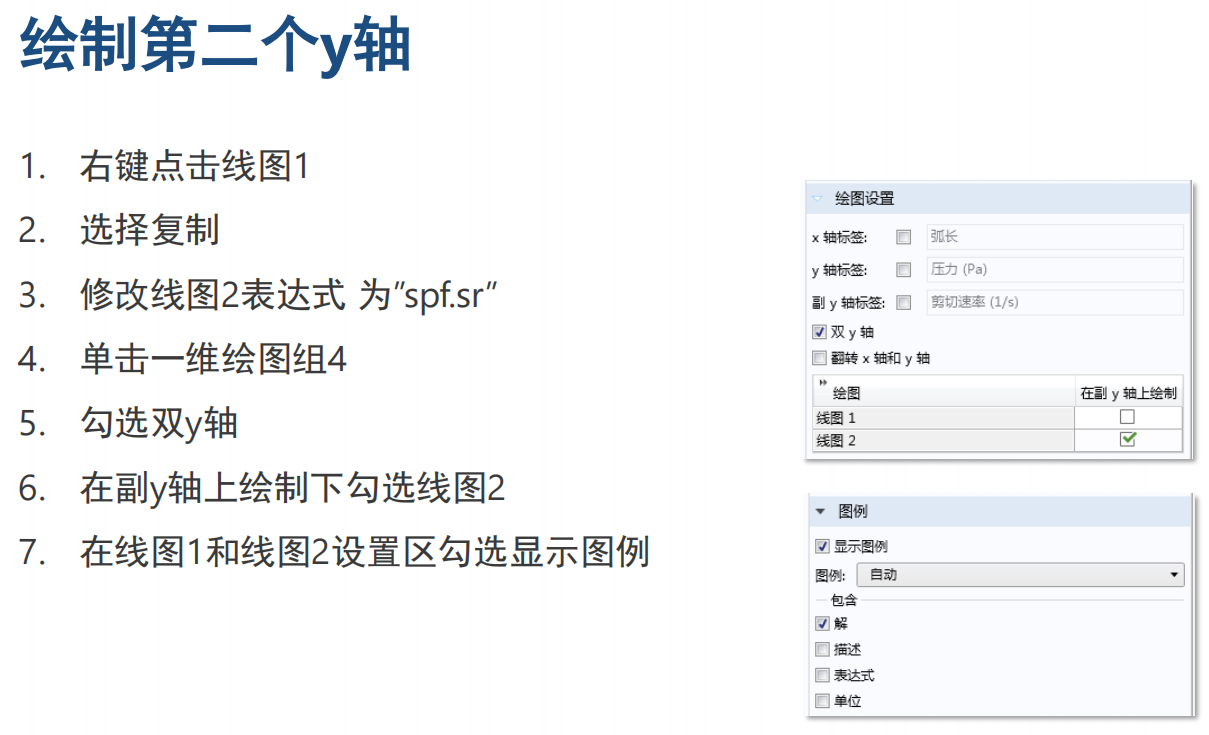 绘制第二个y轴
1. 右键点击线图1
2. 选择复制
3. 修改线图2表达式 为”spf.sr”
4. 单击一维绘图组4
5. 勾选双y轴
6. 在副y轴上绘制下勾选线图2
7. 在线图1和线图2设置区勾选显示图例
绘图设置
x 轴标签: 弧长
y 轴标签: 压力 (Pa)
副 y 轴标签: 剪切速率 (1/s)
双 y 轴
翻转 x 轴和 y 轴
绘图 在副 y 轴上绘制
线图 1
线图 2
图例
显示图例
图例: 自动
包含
解
描述
表达式
单位